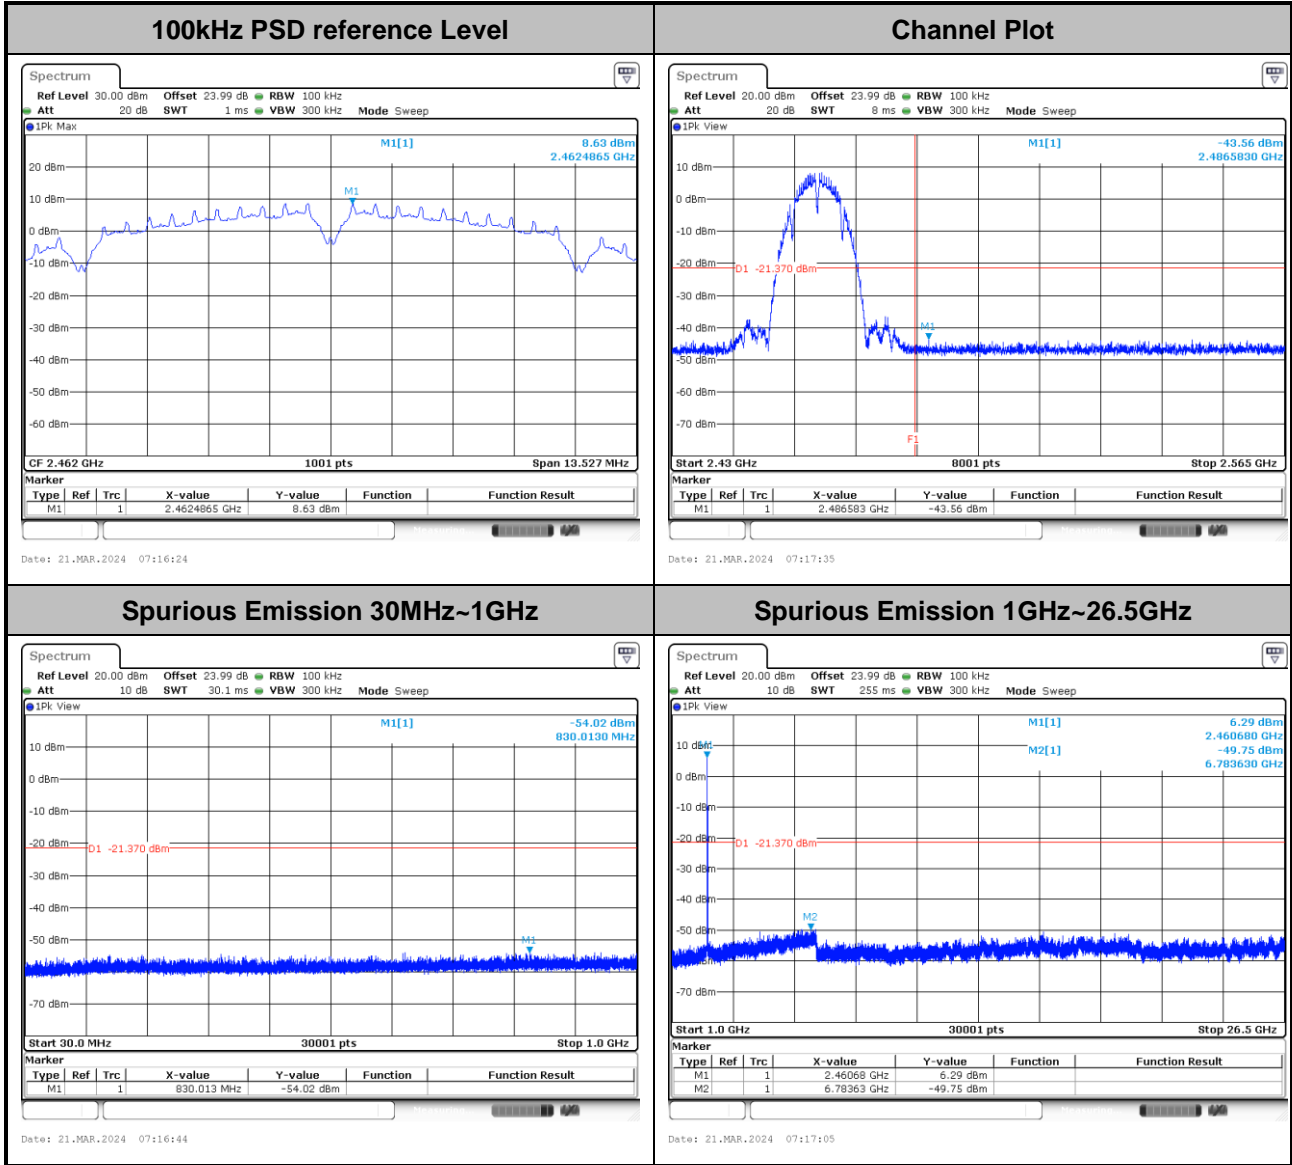 100kHz PSD reference Level
Channel Plot
Spectrum
Ref Level 30.00 dBm Offset 23.99 dB RBW 100 kHz
Att 20 dB SWT 1 ms VBW 300 kHz Mode Sweep
1Pk Max
M1[1] 8.63 dBm
2.4624865 GHz
M1
20 dBm
10 dBm
0 dBm
-10 dBm
-20 dBm
-30 dBm
-40 dBm
-50 dBm
-60 dBm
CF 2.462 GHz 1001 pts Span 13.527 MHz
Marker
Type Ref Trc X-value Y-value Function Function Result
M1 1 2.4624865 GHz 8.63 dBm
Date: 21.MAR.2024 07:16:24
Spectrum
Ref Level 20.00 dBm Offset 23.99 dB RBW 100 kHz
Att 20 dB SWT 8 ms VBW 300 kHz Mode Sweep
1Pk View
M1[1] -43.56 dBm
2.4865830 GHz
10 dBm
0 dBm
-10 dBm
-20 dBm
D1 -21.370 dBm
-30 dBm
-40 dBm
M1
-50 dBm
-60 dBm
-70 dBm
F1
Start 2.43 GHz 8001 pts Stop 2.565 GHz
Marker
Type Ref Trc X-value Y-value Function Function Result
M1 1 2.486583 GHz -43.56 dBm
Date: 21.MAR.2024 07:17:35
Spurious Emission 30MHz~1GHz
Spurious Emission 1GHz~26.5GHz
Spectrum
Ref Level 20.00 dBm Offset 23.99 dB RBW 100 kHz
Att 10 dB SWT 30.1 ms VBW 300 kHz Mode Sweep
1Pk View
M1[1] -54.02 dBm
830.0130 MHz
10 dBm
0 dBm
-10 dBm
-20 dBm
D1 -21.370 dBm
-30 dBm
-40 dBm
-50 dBm
M1
-70 dBm
Start 30.0 MHz 30001 pts Stop 1.0 GHz
Marker
Type Ref Trc X-value Y-value Function Function Result
M1 1 830.013 MHz -54.02 dBm
Date: 21.MAR.2024 07:16:44
Spectrum
Ref Level 20.00 dBm Offset 23.99 dB RBW 100 kHz
Att 10 dB SWT 255 ms VBW 300 kHz Mode Sweep
1Pk View
M1[1] 6.29 dBm
2.460680 GHz
M2[1] -49.75 dBm
6.783630 GHz
10 dBm
M1
0 dBm
-10 dBm
-20 dBm
D1 -21.370 dBm
-30 dBm
-40 dBm
M2
-50 dBm
-70 dBm
Start 1.0 GHz 30001 pts Stop 26.5 GHz
Marker
Type Ref Trc X-value Y-value Function Function Result
M1 1 2.46068 GHz 6.29 dBm
M2 1 6.78363 GHz -49.75 dBm
Date: 21.MAR.2024 07:17:05